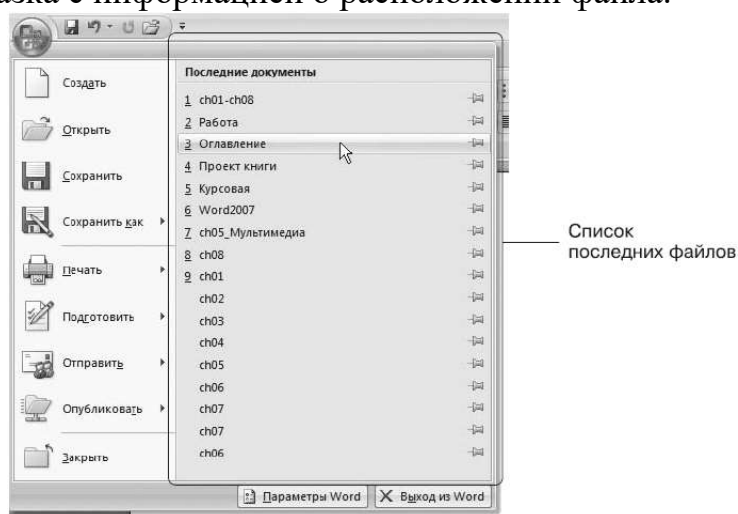 с информацией о расположении файла.
Создать
Открыть
Сохранить
Сохранить как
Печать
Подготовить
Отправить
Опубликовать
Закрыть
Последние документы
1 ch01-ch08
2 Работа
3 Оглавление
4 Проект книги
5 Курсовая
6 Word2007
7 ch05_Мультимедиа
8 ch08
9 ch01
ch02
ch03
ch04
ch05
ch06
ch07
ch07
ch06
Параметры Word
Выход из Word
Список
последних файлов